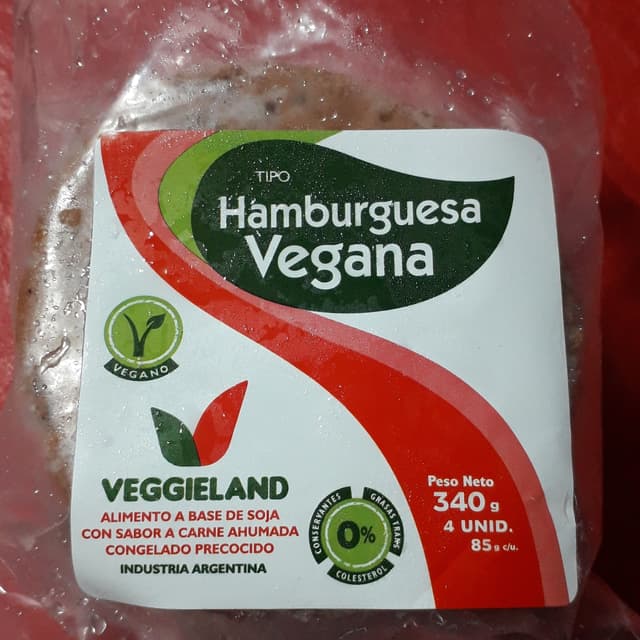 TIPO
Hamburguesa
Vegana
VEGANO
VEGGIELAND
ALIMENTO A BASE DE SOJA
CON SABOR A CARNE AHUMADA
CONGELADO PRECOCIDO
INDUSTRIA ARGENTINA
CONSERVANTES
GRASAS TRANS
0%
COLESTEROL
Peso Neto
340 g
4 UNID.
85 g c/u.